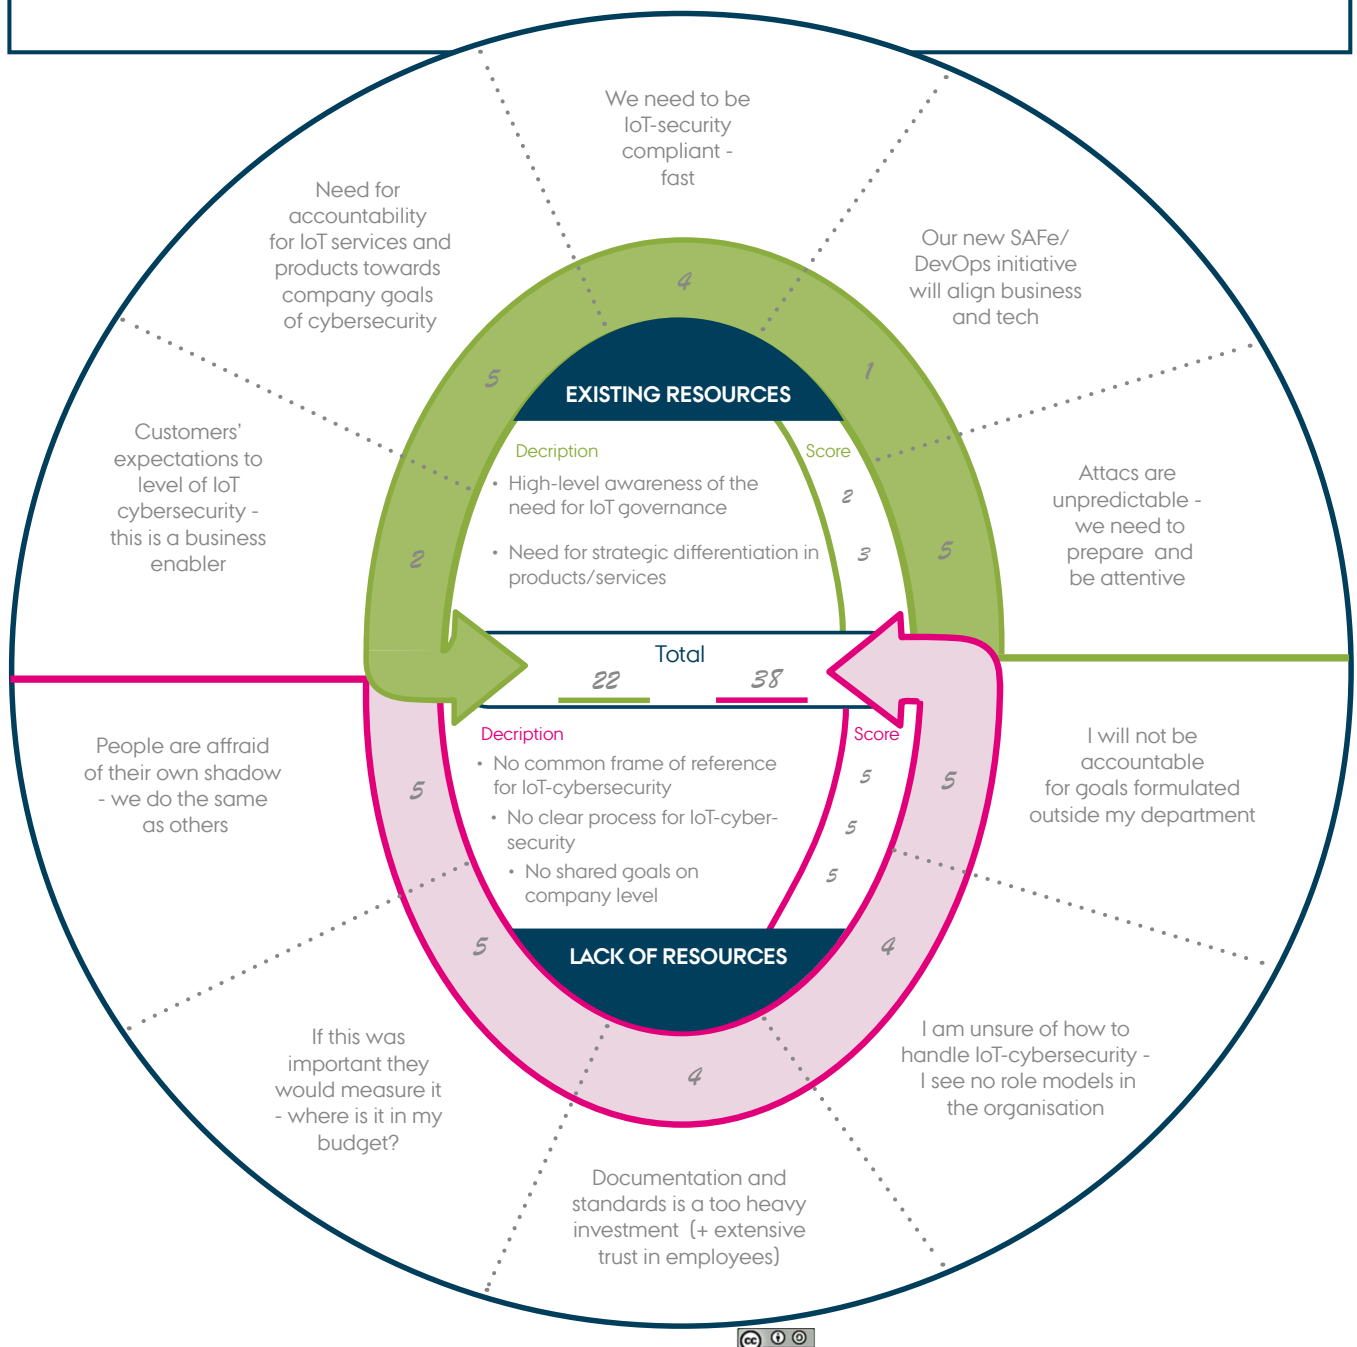 We need to be
IoT-security
compliant -
fast
Need for
accountability
for IoT services and
products towards
company goals
of cybersecurity
Our new SAFe/
DevOps initiative
will align business
and tech
Customers’
expectations to
level of IoT
cybersecurity -
this is a business
enabler
Attacs are
unpredictable -
we need to
prepare and
be attentive
4
5
1
2
5
EXISTING RESOURCES
Decription
Score
• High-level awareness of the
need for IoT governance
2
• Need for strategic differentiation in
products/services
3
Total
22
38
Decription
Score
• No common frame of reference
for IoT-cybersecurity
5
• No clear process for IoT-cyber-
security
5
• No shared goals on
company level
5
LACK OF RESOURCES
5
5
5
4
4
People are affraid
of their own shadow
- we do the same
as others
I will not be
accountable
for goals formulated
outside my department
If this was
important they
would measure it
- where is it in my
budget?
I am unsure of how to
handle IoT-cybersecurity -
I see no role models in
the organisation
Documentation and
standards is a too heavy
investment (+ extensive
trust in employees)
cc